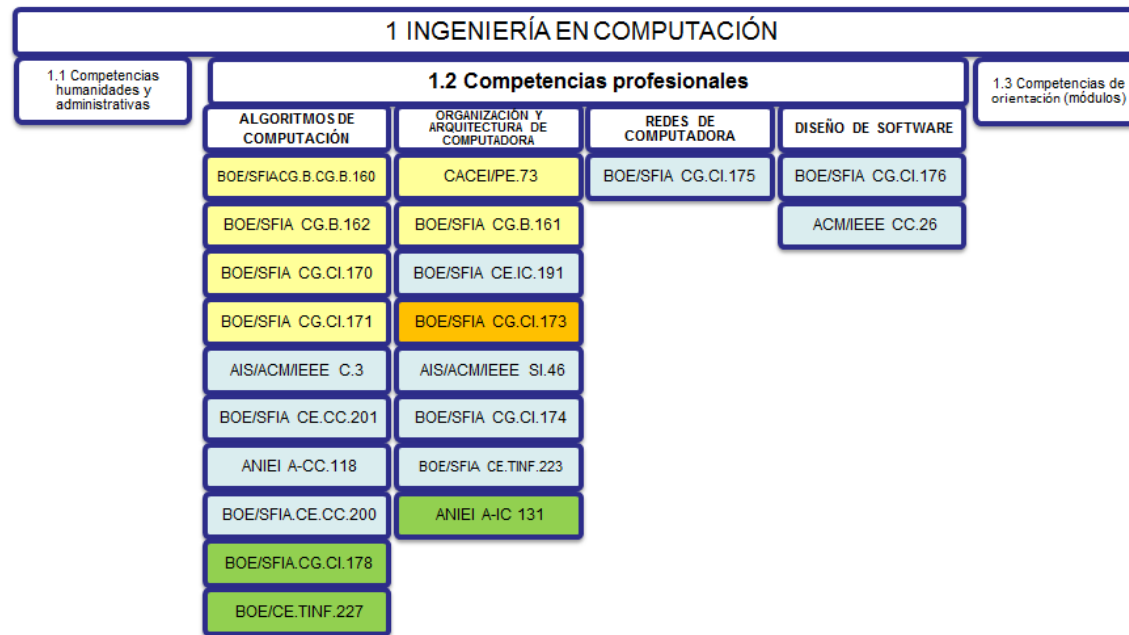 1 INGENIERÍA EN COMPUTACIÓN
1.1 Competencias
humanidades y
administrativas
1.2 Competencias profesionales
1.3 Competencias de
orientación (módulos)
ALGORITMOS DE
COMPUTACIÓN
ORGANIZACIÓN Y
ARQUITECTURA DE
COMPUTADORA
REDES DE
COMPUTADORA
DISEÑO DE SOFTWARE
BOE/SFIACG.B.CG.B.160
CACEI/PE.73
BOE/SFIA CG.CI.175
BOE/SFIA CG.CI.176
BOE/SFIA CG.B.162
BOE/SFIA CG.B.161
ACM/IEEE CC.26
BOE/SFIA CG.CI.170
BOE/SFIA CE.IC.191
BOE/SFIA CG.CI.171
BOE/SFIA CG.CI.173
AIS/ACM/IEEE C.3
AIS/ACM/IEEE SI.46
BOE/SFIA CE.CC.201
BOE/SFIA CG.CI.174
ANIEI A-CC.118
BOE/SFIA CE.TINF.223
BOE/SFIA.CE.CC.200
ANIEI A-IC 131
BOE/SFIA.CG.CI.178
BOE/CE.TINF.227